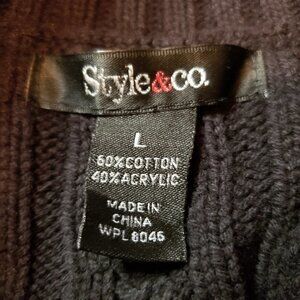 Style&co.
L
60%COTTON
40%ACRYLIC
MADE IN
CHINA
WPL 8046